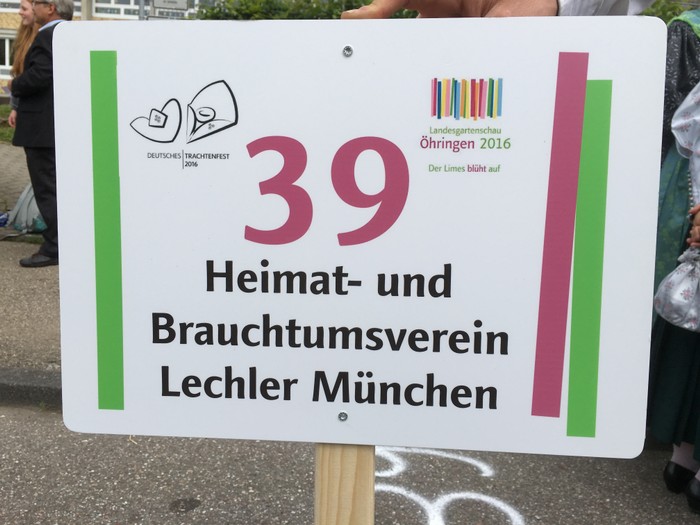 DEUTSCHES TRACHTENFEST
2016
Landesgartenschau
Öhringen 2016
Der Limes blüht auf
39
Heimat- und
Brauchtumsverein
Lechler München